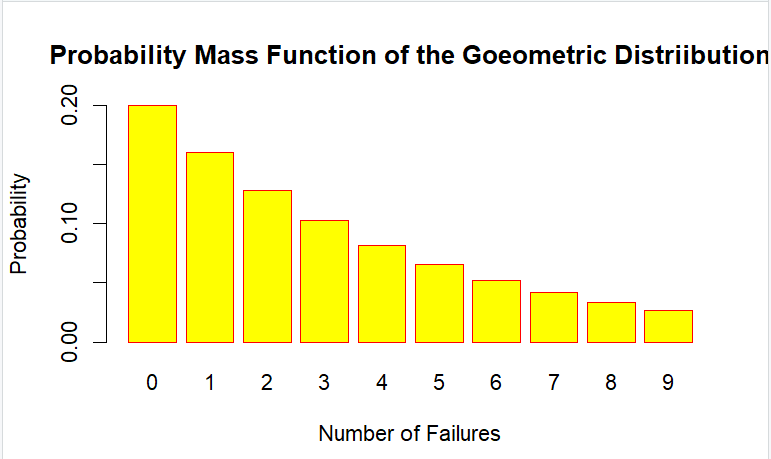 Probability Mass Function of the Goeometric Distriibution
Probability
0.20
0.10
0.00
0 1 2 3 4 5 6 7 8 9
Number of Failures